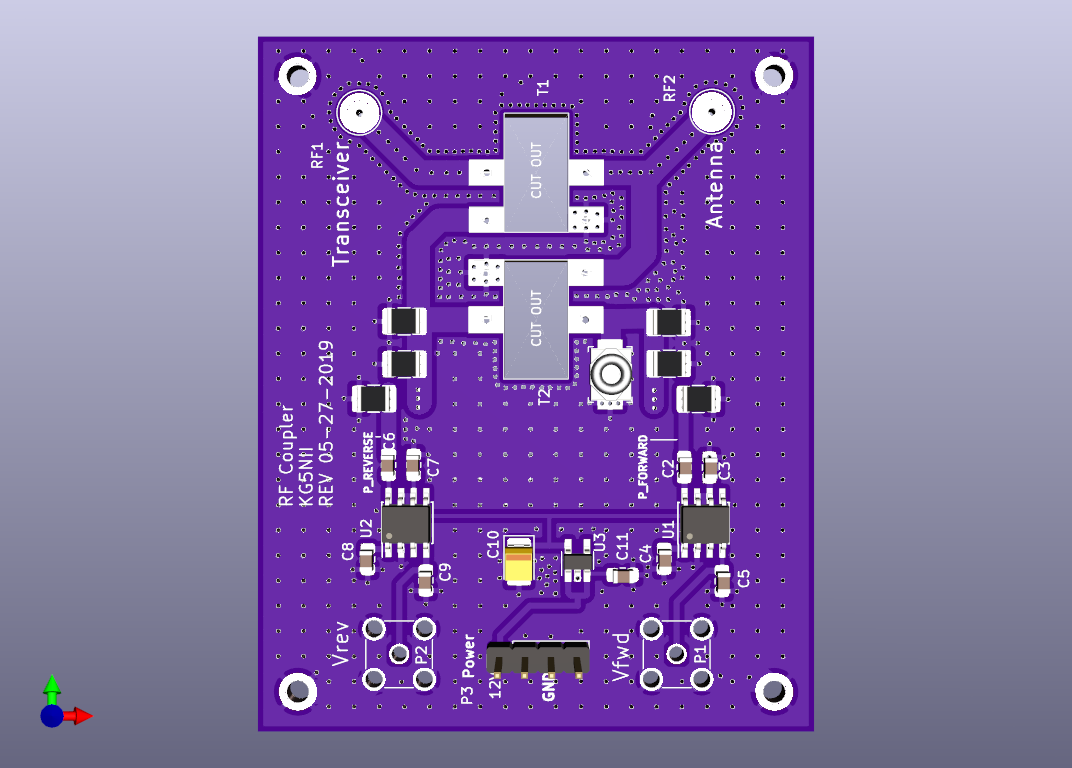 T1
RF2
RF1
Transceiver
CUT OUT
Antenna
CUT OUT
T2
RF Coupler
KG5NII
REV 05-27-2019
P_REVERSE
C6
C7
P_FORWARD
C2
C3
U2
U1
C8
C9
C10
U3
C11
C4
C5
Vrev
P2
P3 Power
12V
GND
Vfwd
P1